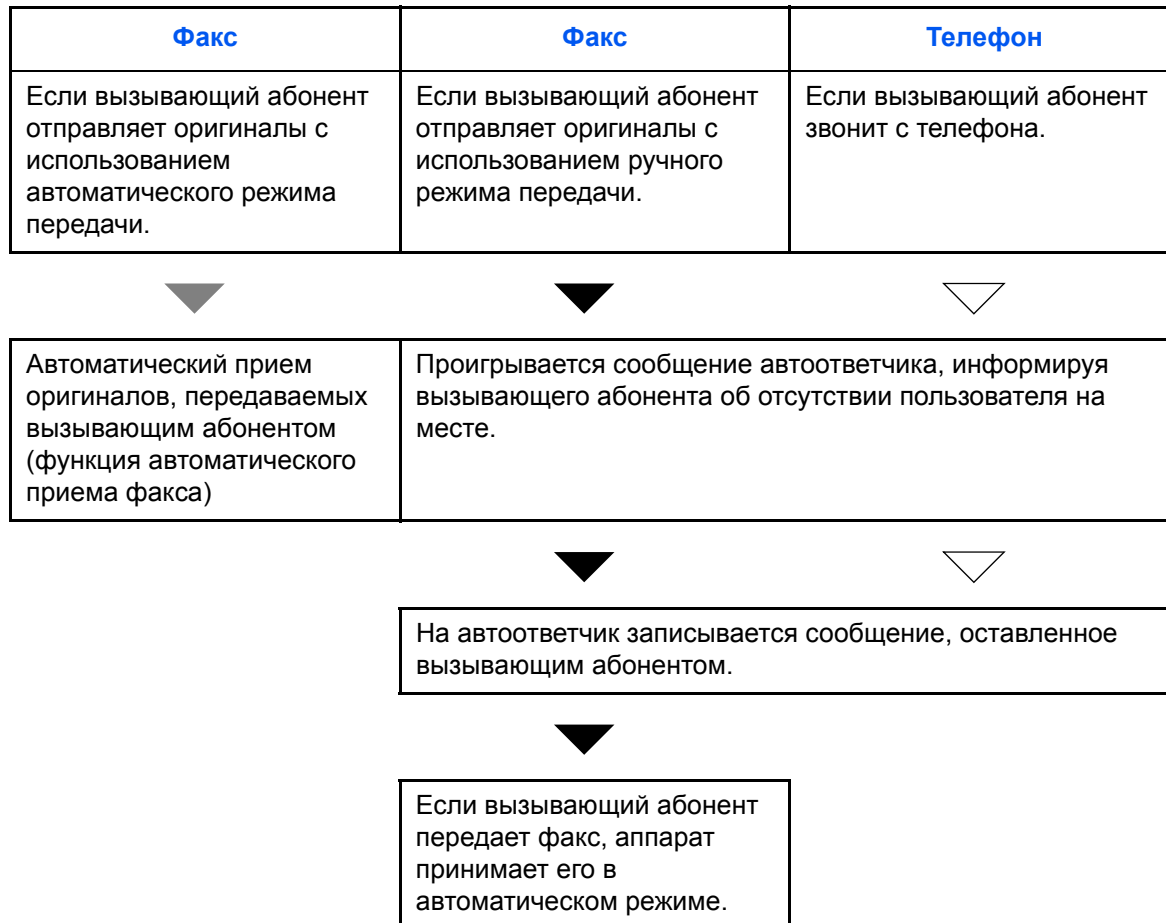 Факс
Факс
Телефон
Если вызывающий абонент
отправляет оригиналы с
использованием
автоматического режима
передачи.
Если вызывающий абонент
отправляет оригиналы с
использованием ручного
режима передачи.
Если вызывающий абонент
звонит с телефона.
Автоматический прием
оригиналов, передаваемых
вызывающим абонентом
(функция автоматического
приема факса)
Проигрывается сообщение автоответчика, информируя
вызывающего абонента об отсутствии пользователя на
месте.
На автоответчик записывается сообщение, оставленное
вызывающим абонентом.
Если вызывающий абонент
передает факс, аппарат
принимает его в
автоматическом режиме.